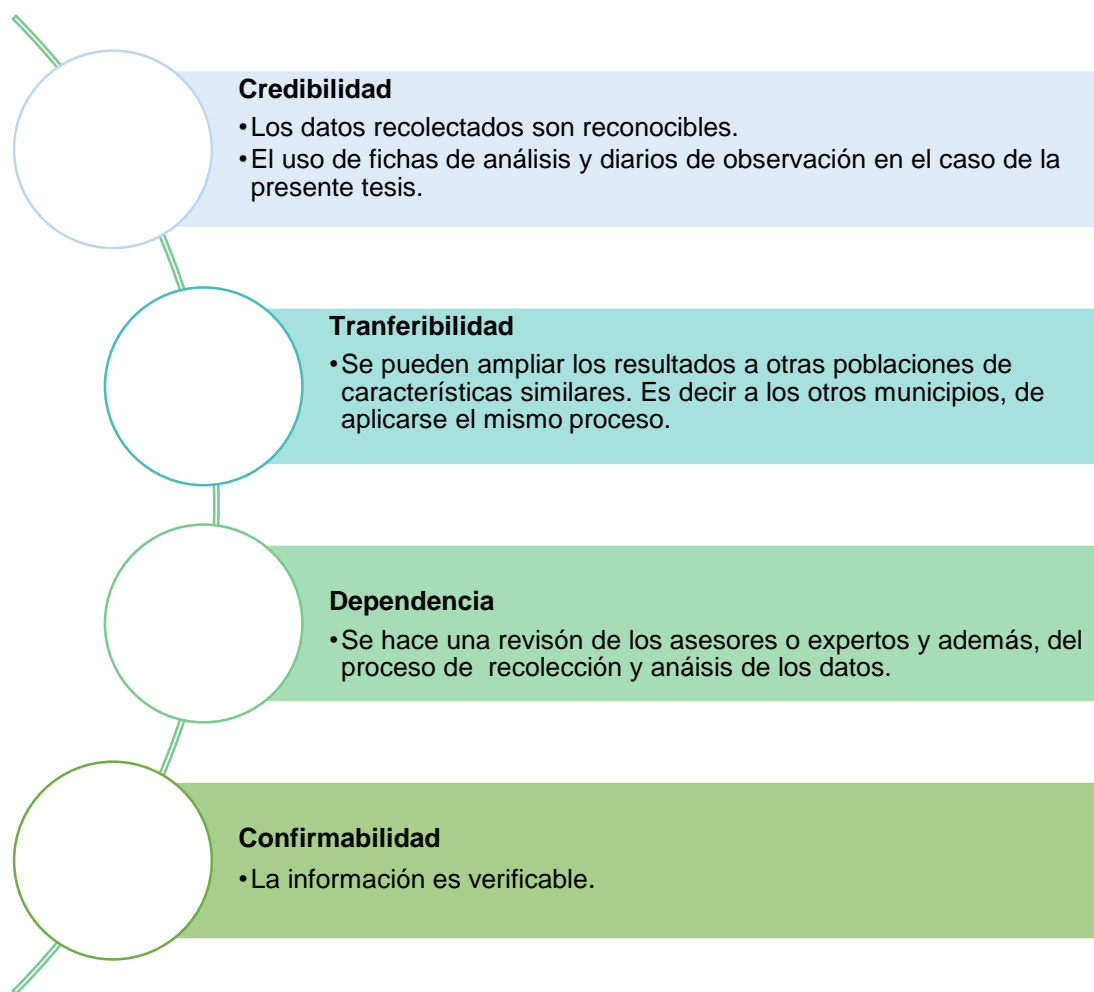 Credibilidad
•Los datos recolectados son reconocibles.
•El uso de fichas de análisis y diarios de observación en el caso de la
presente tesis.
Tranferibilidad
•Se pueden ampliar los resultados a otras poblaciones de
características similares. Es decir a los otros municipios, de
aplicarse el mismo proceso.
Dependencia
•Se hace una revisón de los asesores o expertos y además, del
proceso de recolección y anáisis de los datos.
Confirmabilidad
•La información es verificable.